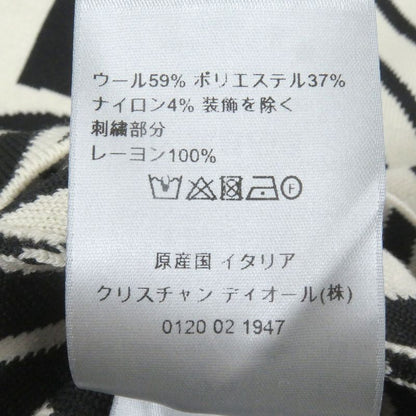 ウール59% ポリエステル37%
ナイロン4% 装飾を除く
刺繍部分
レーヨン100%
F
原産国 イタリア
クリスチャン ディオール(株)
0120 02 1947